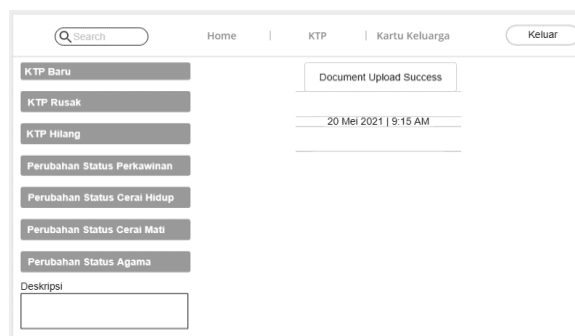 Search
Home | KTP | Kartu Keluarga
Keluar
KTP Baru
KTP Rusak
KTP Hilang
Perubahan Status Perkawinan
Perubahan Status Cerai Hidup
Perubahan Status Cerai Mati
Perubahan Status Agama
Deskripsi
Document Upload Success
20 Mei 2021 | 9:15 AM